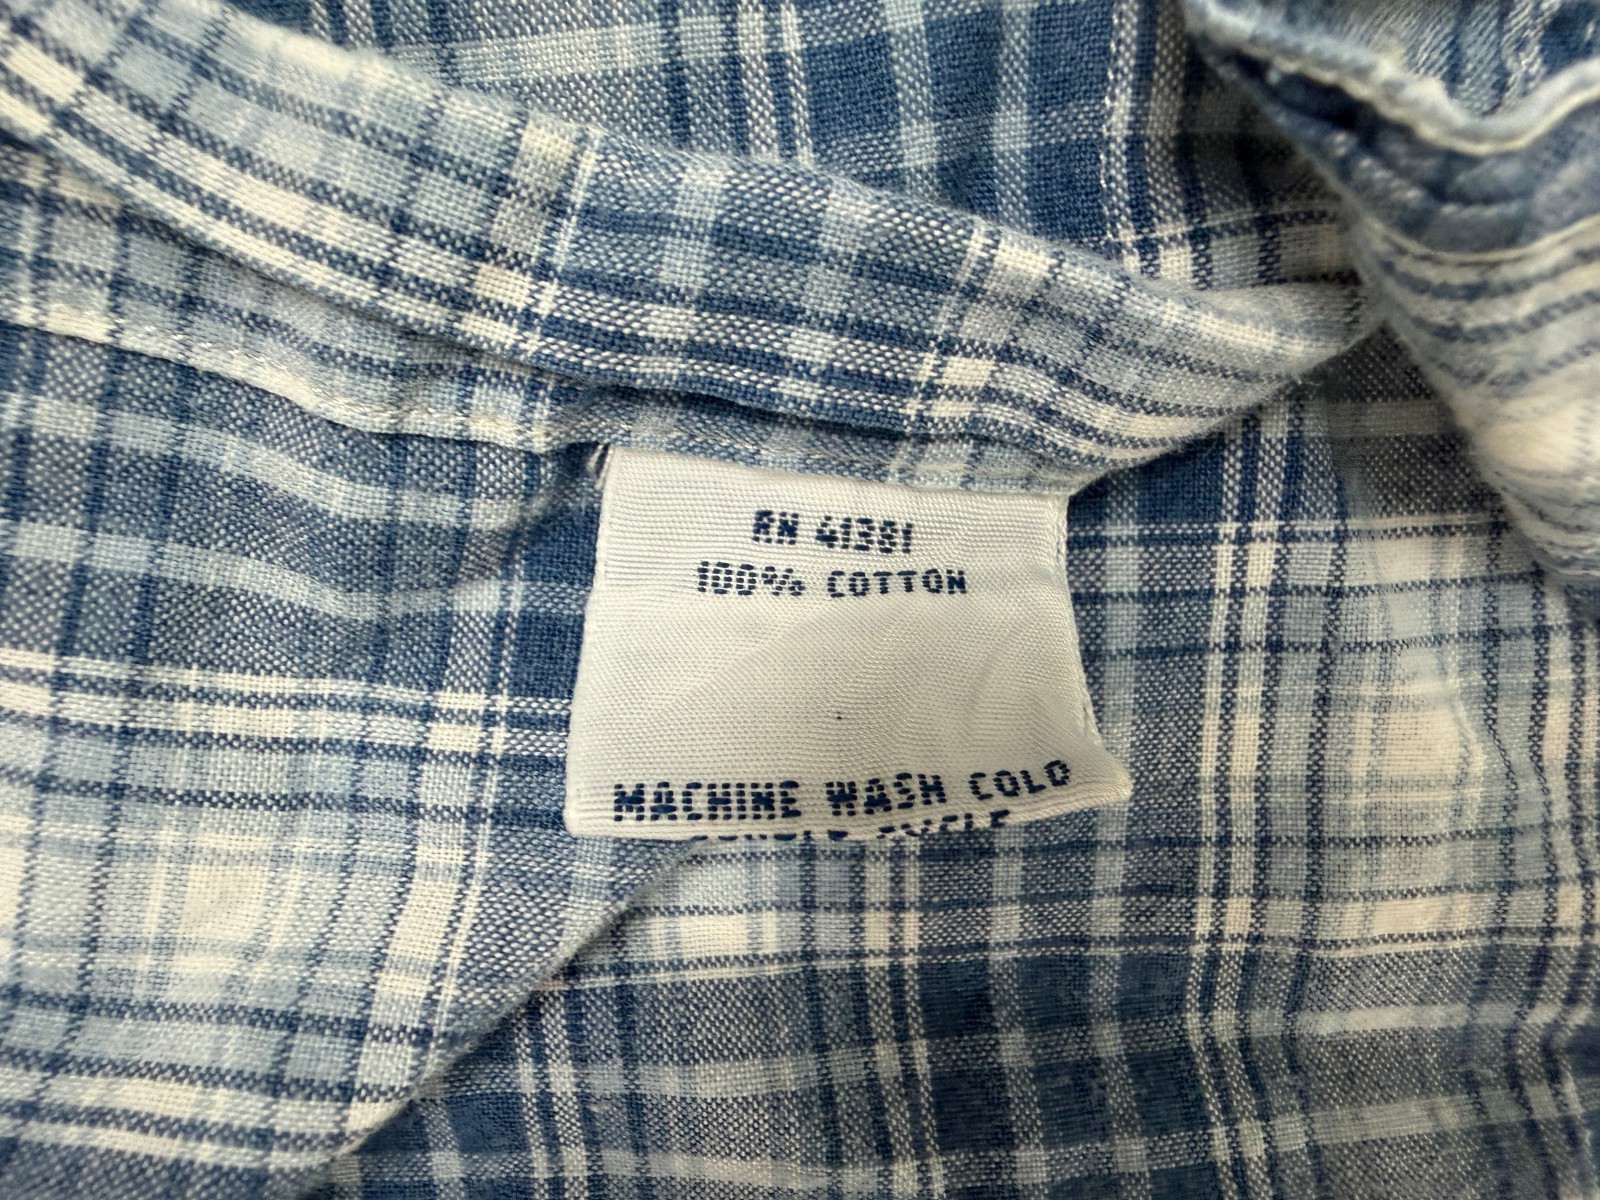 RN 41381
100% COTTON
MACHINE WASH COLD